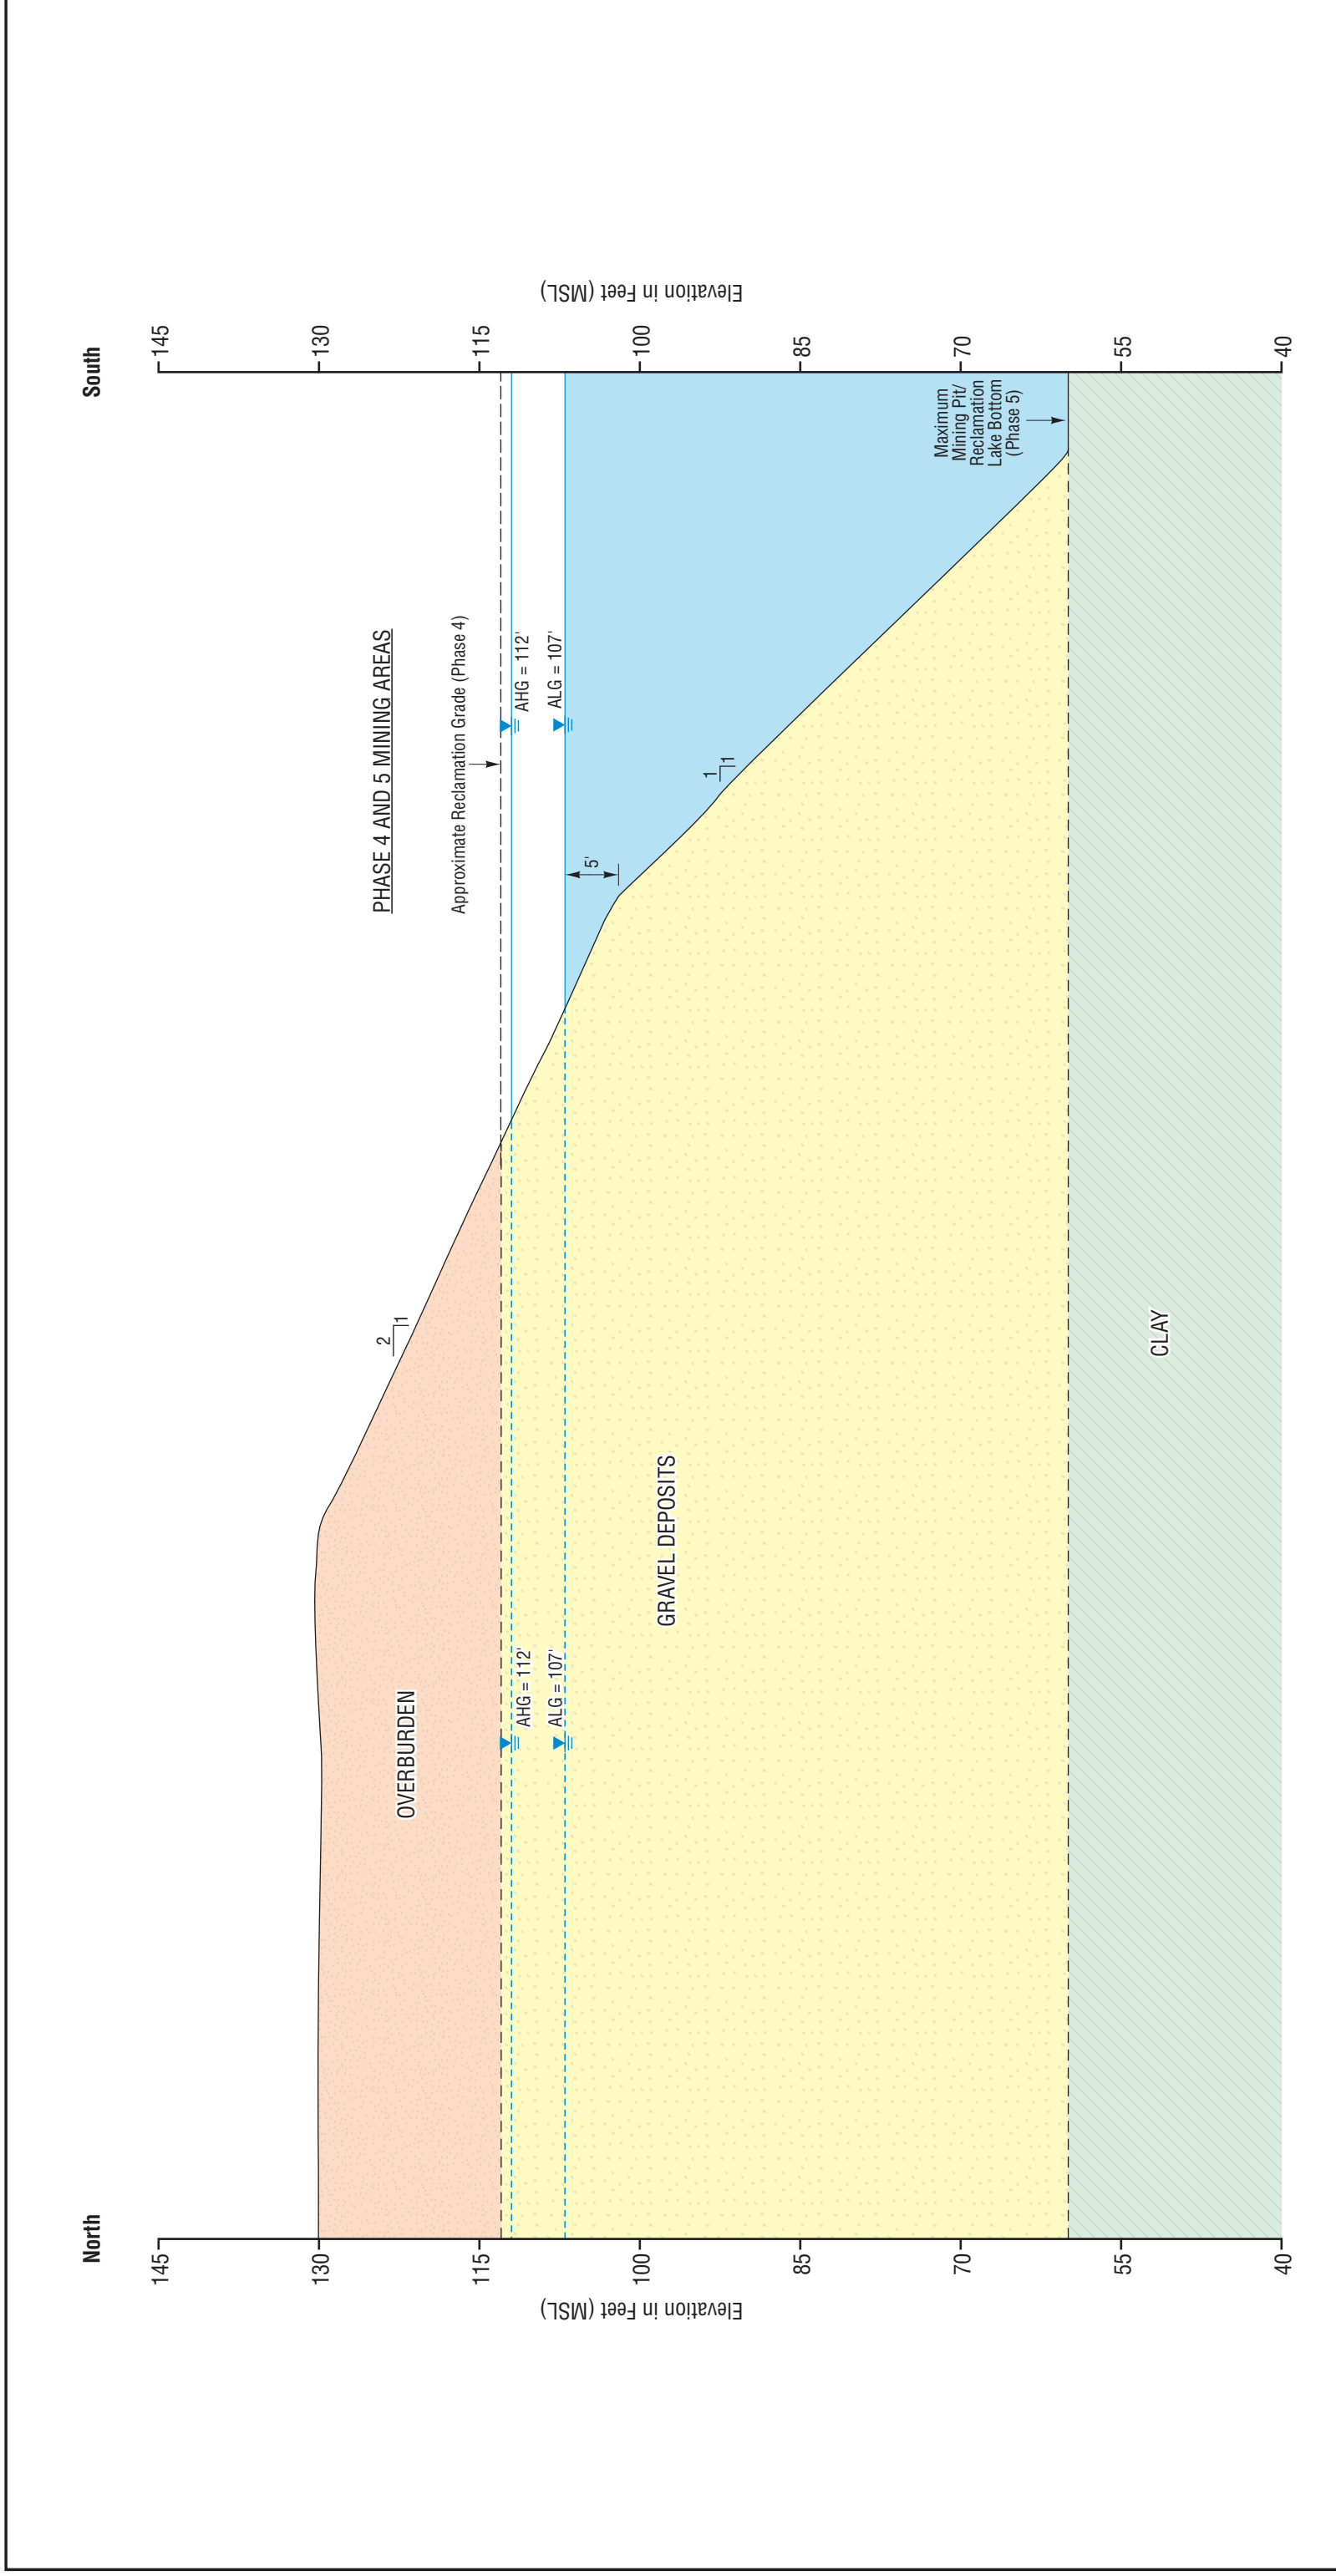 North
South
PHASE 4 AND 5 MINING AREAS
Approximate Reclamation Grade (Phase 4)
145
130
115
100
85
70
55
40
Elevation in Feet (MSL)
OVERBURDEN
2
1
AHG = 112'
ALG = 107'
AHG = 112'
ALG = 107'
5'
1
1
GRAVEL DEPOSITS
Maximum
Mining Pit/
Reclamation
Lake Bottom
(Phase 5)
CLAY
145
130
115
100
85
70
55
40
Elevation in Feet (MSL)